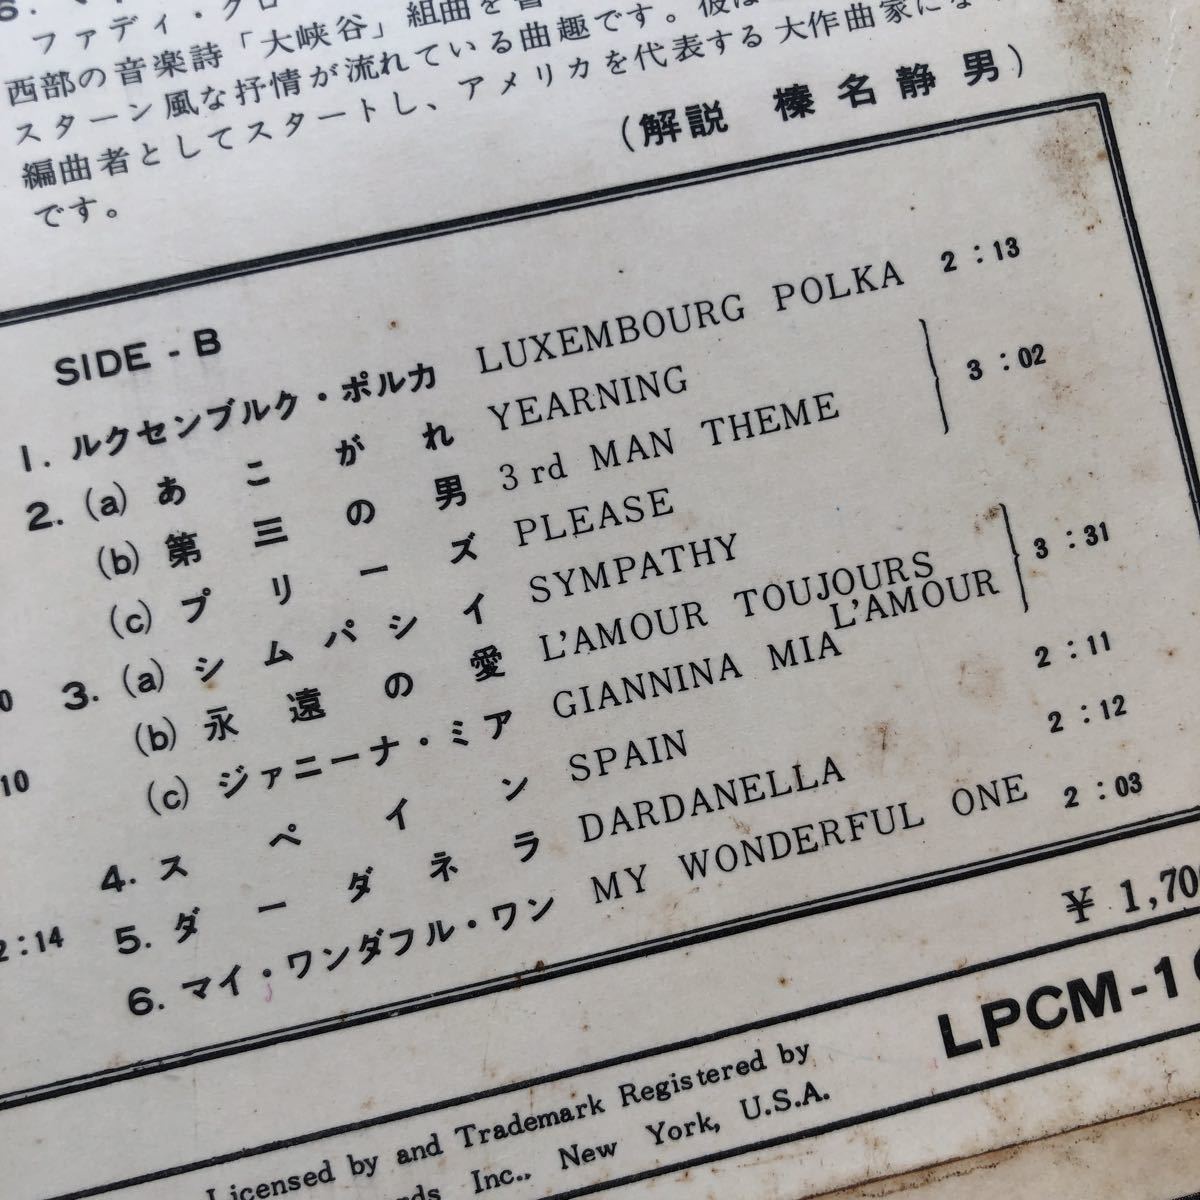 ファディ・グロ
西部の音楽詩「大峡谷」組曲を
スターン風な抒情が流れている曲趣です。彼は
編曲者としてスタートし、アメリカを代表する大作曲家にな
です。
(解説 榛名静男)
SIDE - B
1. ルクセンブルク・ポルカ LUXEMBOURG POLKA 2:13
2. (a) あこがれ YEARNING
(b) 第三の男 3rd MAN THEME 3:02
(c) プリーズ PLEASE
3. (a) シムパシイ SYMPATHY
(b) 永遠の愛 L'AMOUR TOUJOURS L'AMOUR 3:31
(c) ジァニーナ・ミア GIANNINA MIA
4. スペイン SPAIN 2:11
5. ダーダネラ DARDANELLA 2:12
6. マイ・ワンダフル・ワン MY WONDERFUL ONE 2:03
0
10
2:14
¥ 1,70
LPCM-1
Licensed by and Trademark Registered by
ds Inc., New York, U.S.A.